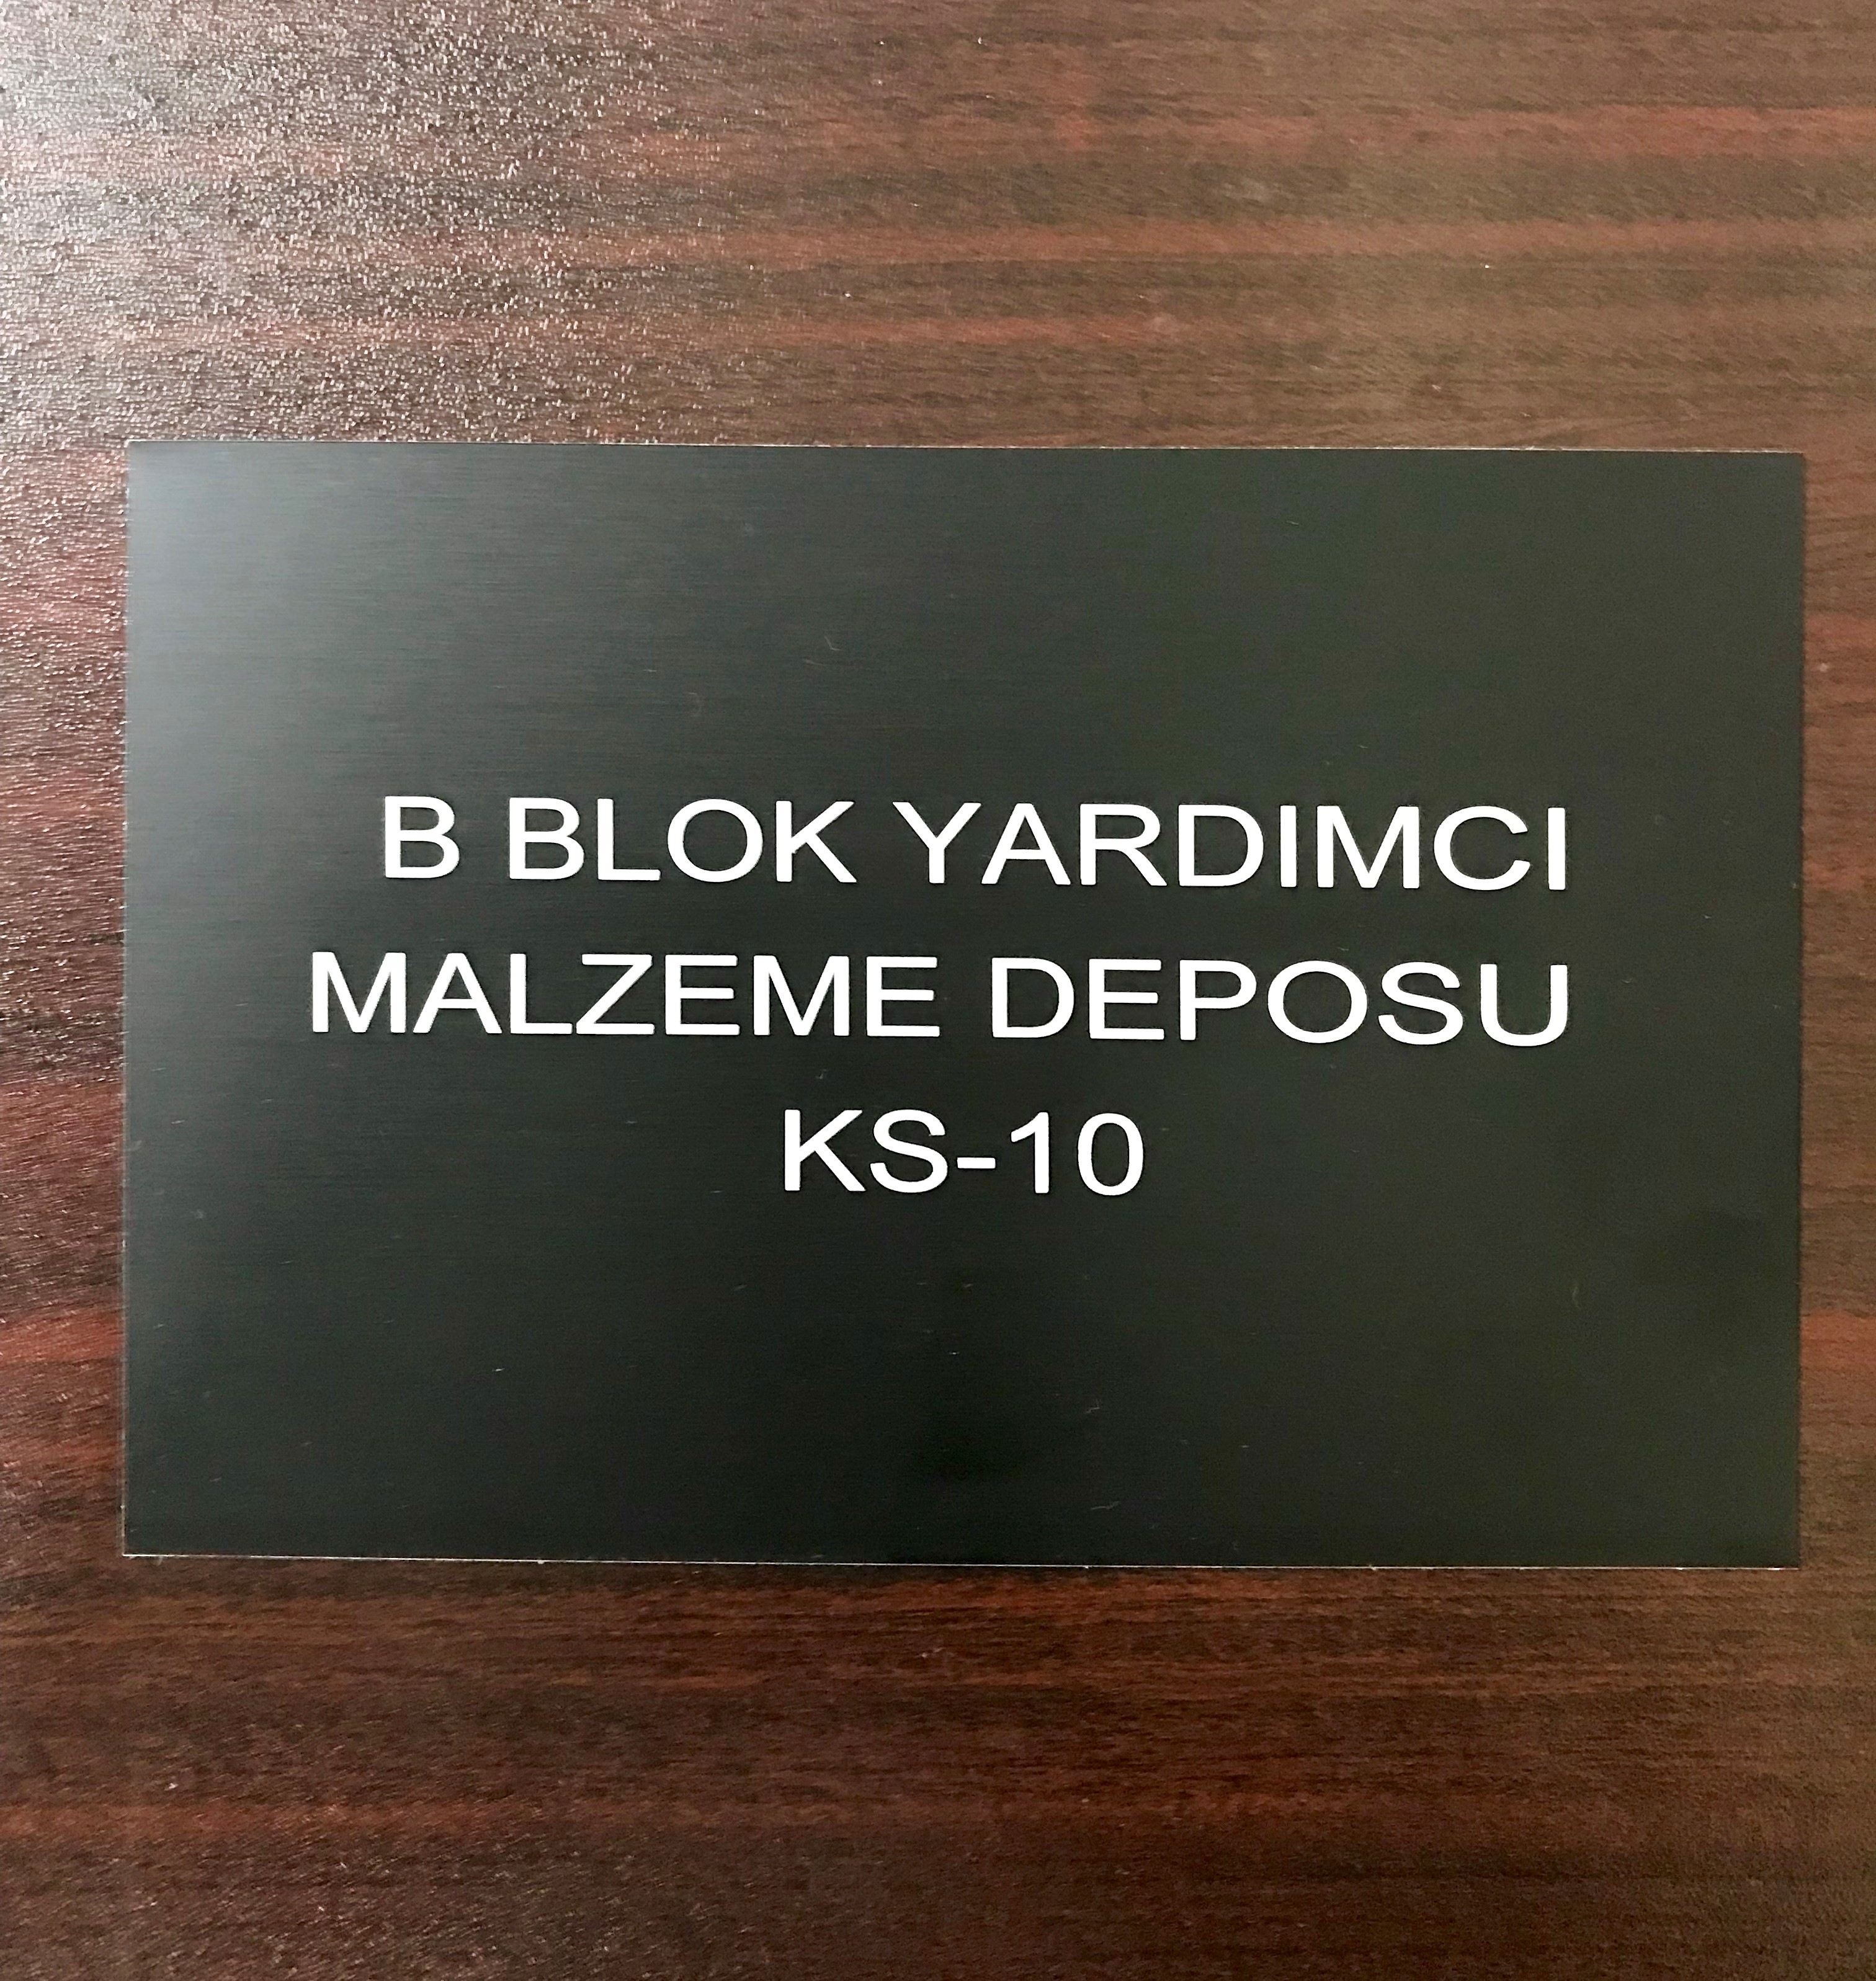 B BLOK YARDIMCI
MALZEME DEPOSU
KS-10